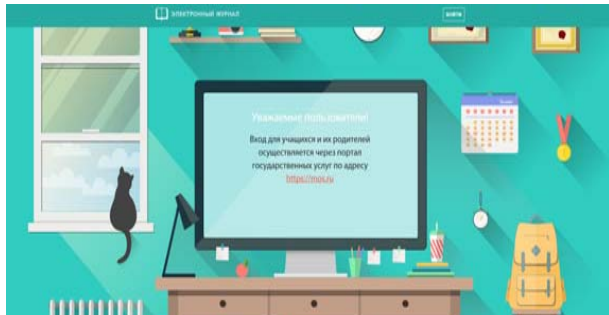 ЭЛЕКТРОННЫЙ ЖУРНАЛ
ВОЙТИ
Уважаемые пользователи!
Вход для учащихся и их родителей
осуществляется через портал
государственных услуг по адресу
https://mos.ru